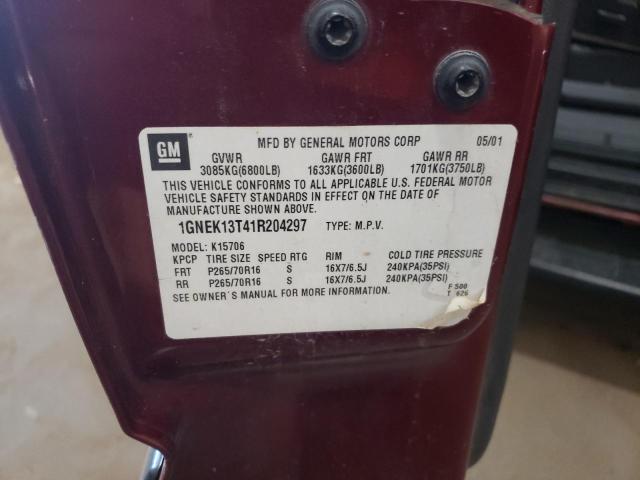 GM
MFD BY GENERAL MOTORS CORP 05/01
GVWR GAWR FRT GAWR RR
3085KG(6800LB) 1633KG(3600LB) 1701KG(3750LB)
THIS VEHICLE CONFORMS TO ALL APPLICABLE U.S. FEDERAL MOTOR
VEHICLE SAFETY STANDARDS IN EFFECT ON THE DATE OF
MANUFACTURE SHOWN ABOVE.
1GNEK13T41R204297 TYPE: M.P.V.
MODEL: K15706
KPCP TIRE SIZE SPEED RTG RIM COLD TIRE PRESSURE
FRT P265/70R16 S 16X7/6.5J 240KPA(35PSI)
RR P265/70R16 S 16X7/6.5J 240KPA(35PSI)
SEE OWNER´S MANUAL FOR MORE INFORMATION.
F 500
T 626